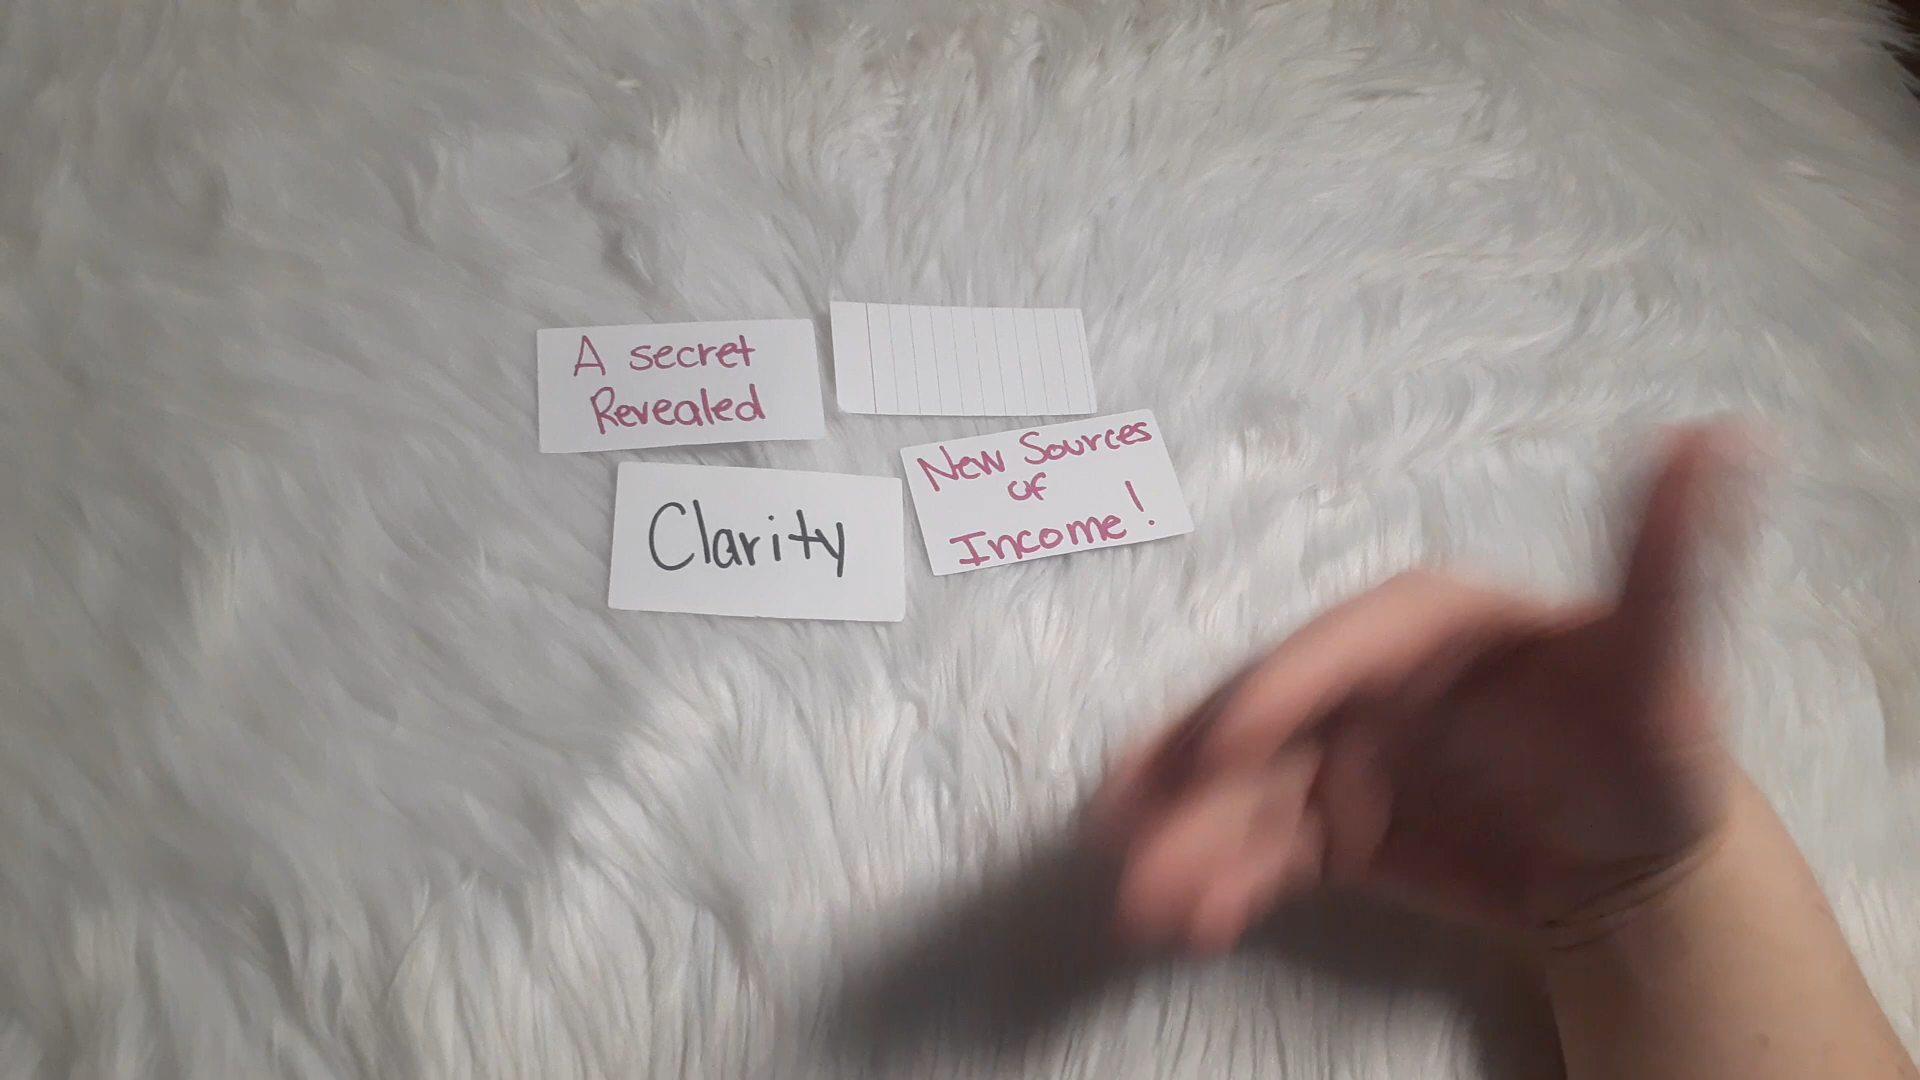 A secret
Revealed
New Sources
of
Income!
Clarity